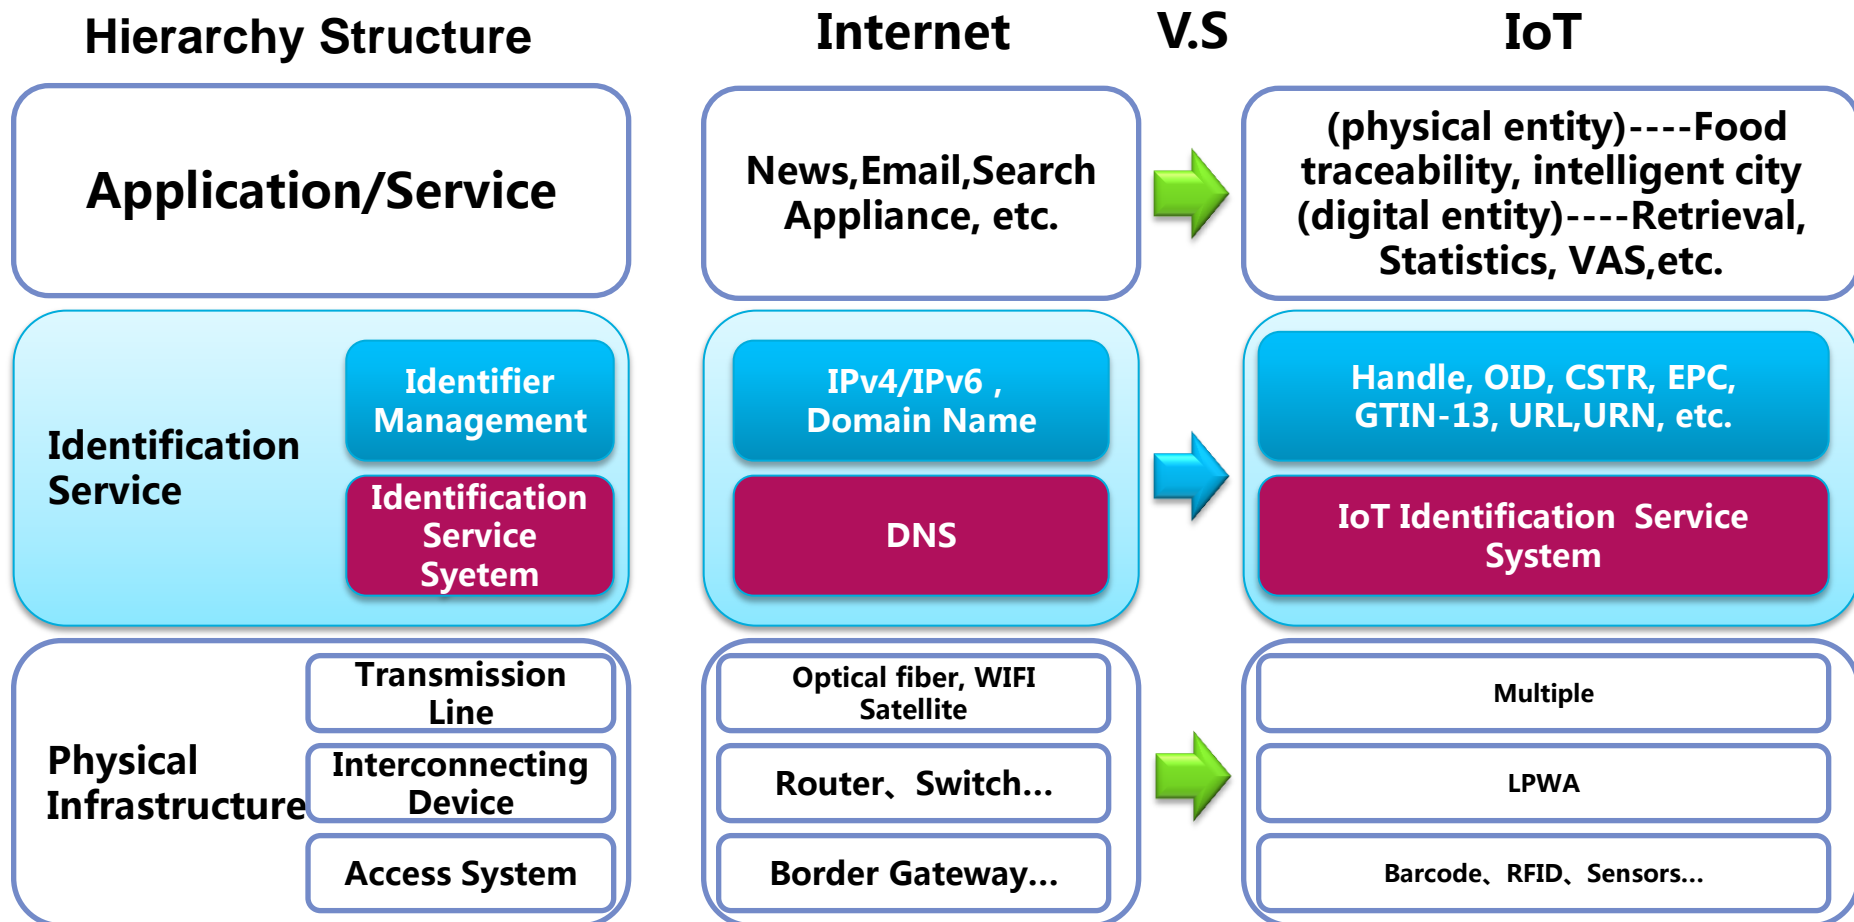 Hierarchy Structure
Internet
V.S
IoT
Application/Service
News,Email,Search
Appliance, etc.
(physical entity)----Food
traceability, intelligent city
(digital entity)----Retrieval,
Statistics, VAS,etc.
Identification
Service
Identifier
Management
IPv4/IPv6 ,
Domain Name
Handle, OID, CSTR, EPC,
GTIN-13, URL,URN, etc.
Identification
Service
Syetem
DNS
IoT Identification  Service
System
Physical
Infrastructure
Transmission
Line
Optical fiber, WIFI
Satellite
Multiple
Interconnecting
Device
Router、Switch...
LPWA
Access System
Border Gateway...
Barcode、RFID、Sensors...